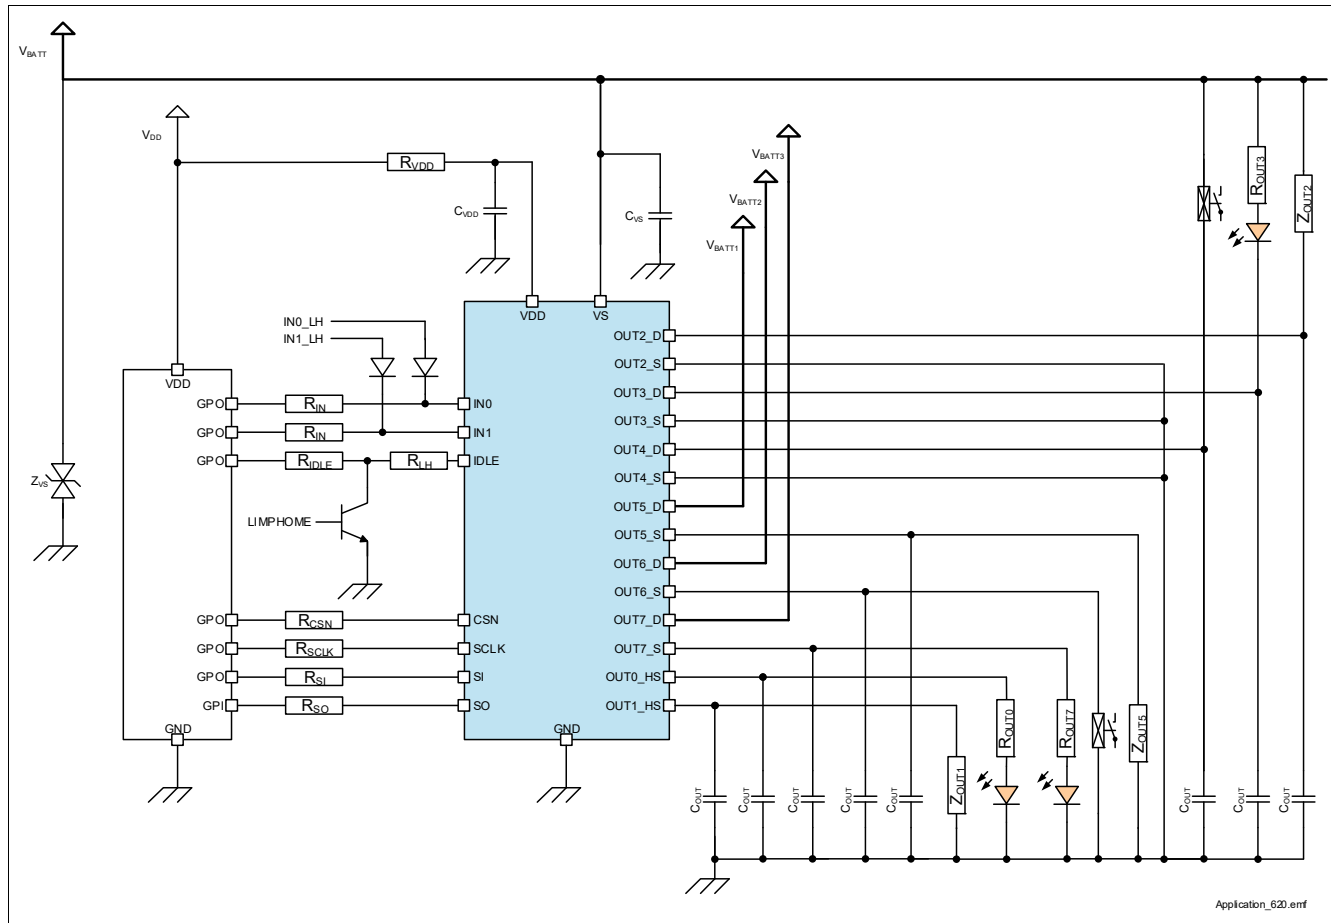 VBATT
VDD
VBATT3
RVDD
VBATT2
ROUT3
ZOUT2
CVDD
CVS
VBATT1
VDD
VS
IN0_LH
IN1_LH
OUT2_D
OUT2_S
VDD
OUT3_D
GPO
RIN
IN0
OUT3_S
GPO
RIN
IN1
OUT4_D
GPO
RIDLE
RLH
IDLE
OUT4_S
ZVS
OUT5_D
LIMPHOME
OUT5_S
OUT6_D
OUT6_S
GPO
RCSN
CSN
OUT7_D
GPO
RSCLK
SCLK
OUT7_S
GPO
RSI
SI
OUT0_HS
GPI
RSO
SO
OUT1_HS
GND
GND
ROUT0
ROUT7
ZOUT5
ZOUT1
COUT
COUT
COUT
COUT
COUT
COUT
COUT
COUT
Application_620.emf